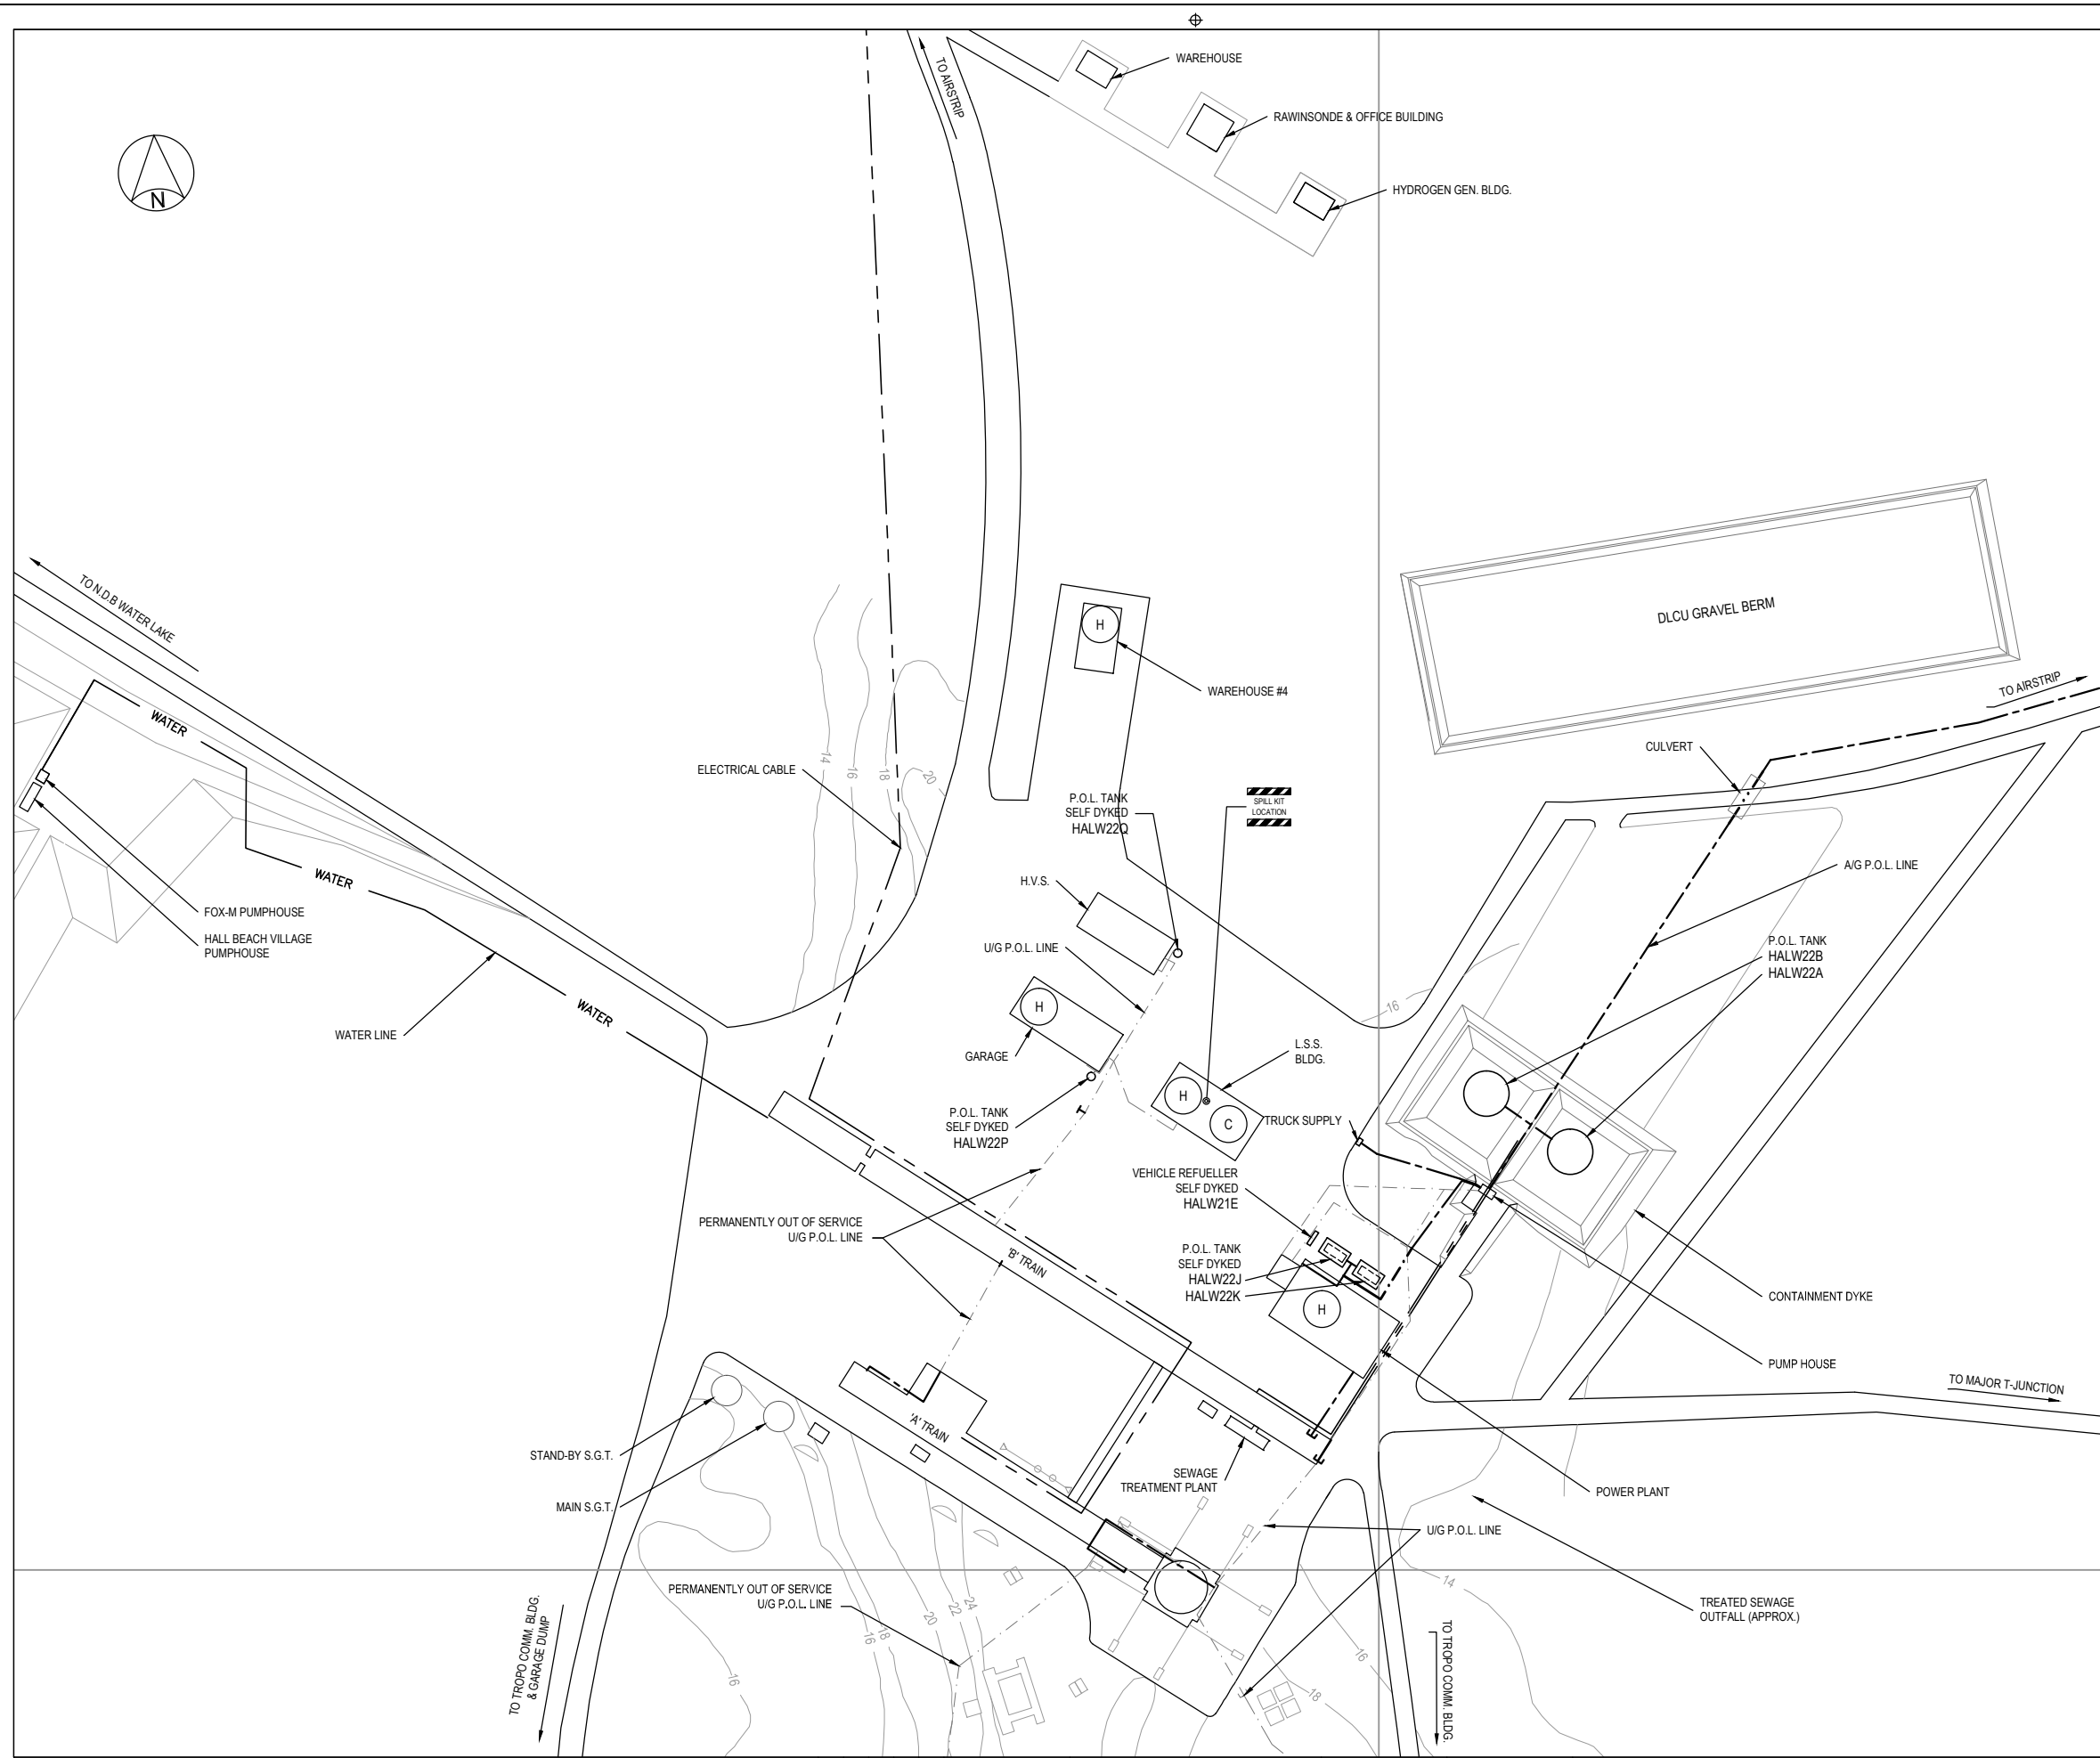 WAREHOUSE
TO AIRSTRIP
RAWINSONDE & OFFICE BUILDING
HYDROGEN GEN. BLDG.
N
TO N.D.B WATER LAKE
DLCU GRAVEL BERM
H
WAREHOUSE #4
TO AIRSTRIP
WATER
CULVERT
ELECTRICAL CABLE
14
16
18
20
P.O.L. TANK
SELF DYKED
HALW22Q
SPILL KIT
LOCATION
WATER
A/G P.O.L. LINE
H.V.S.
FOX-M PUMPHOUSE
HALL BEACH VILLAGE
PUMPHOUSE
U/G P.O.L. LINE
P.O.L. TANK
HALW22B
HALW22A
WATER
H
16
WATER LINE
GARAGE
L.S.S.
BLDG.
H
C
P.O.L. TANK
SELF DYKED
HALW22P
TRUCK SUPPLY
VEHICLE REFUELLER
SELF DYKED
HALW21E
PERMANENTLY OUT OF SERVICE
U/G P.O.L. LINE
'B' TRAIN
P.O.L. TANK
SELF DYKED
HALW22J
HALW22K
H
CONTAINMENT DYKE
PUMP HOUSE
TO MAJOR T-JUNCTION
'A' TRAIN
STAND-BY S.G.T.
SEWAGE
TREATMENT PLANT
MAIN S.G.T.
POWER PLANT
U/G P.O.L. LINE
PERMANENTLY OUT OF SERVICE
U/G P.O.L. LINE
14
TREATED SEWAGE
OUTFALL (APPROX.)
TO TROPO COMM. BLDG.
& GARAGE DUMP
16
16
18
20
22
24
16
18
TO TROPO COMM. BLDG.